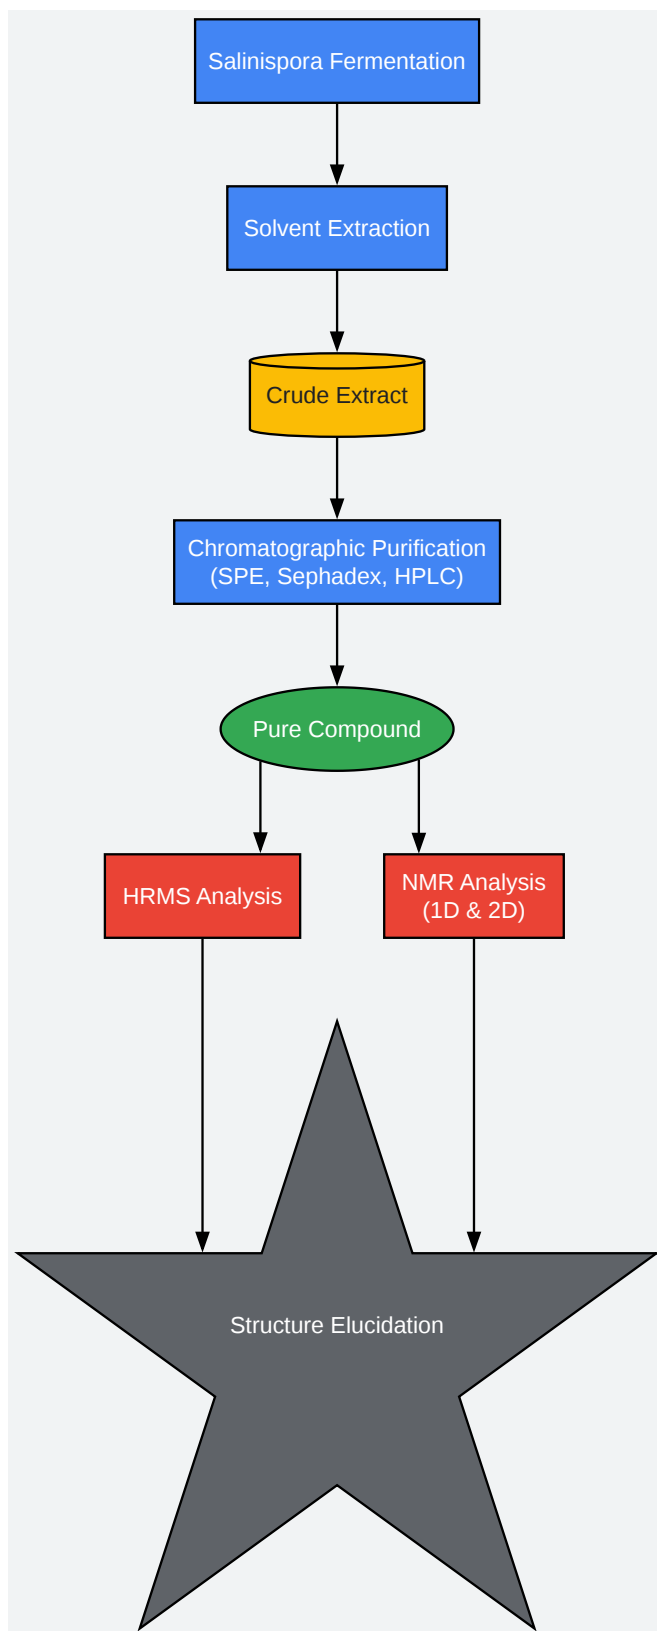 Salinispora Fermentation
Solvent Extraction
Crude Extract
Chromatographic Purification
(SPE, Sephadex, HPLC)
Pure Compound
HRMS Analysis
NMR Analysis
(1D & 2D)
Structure Elucidation